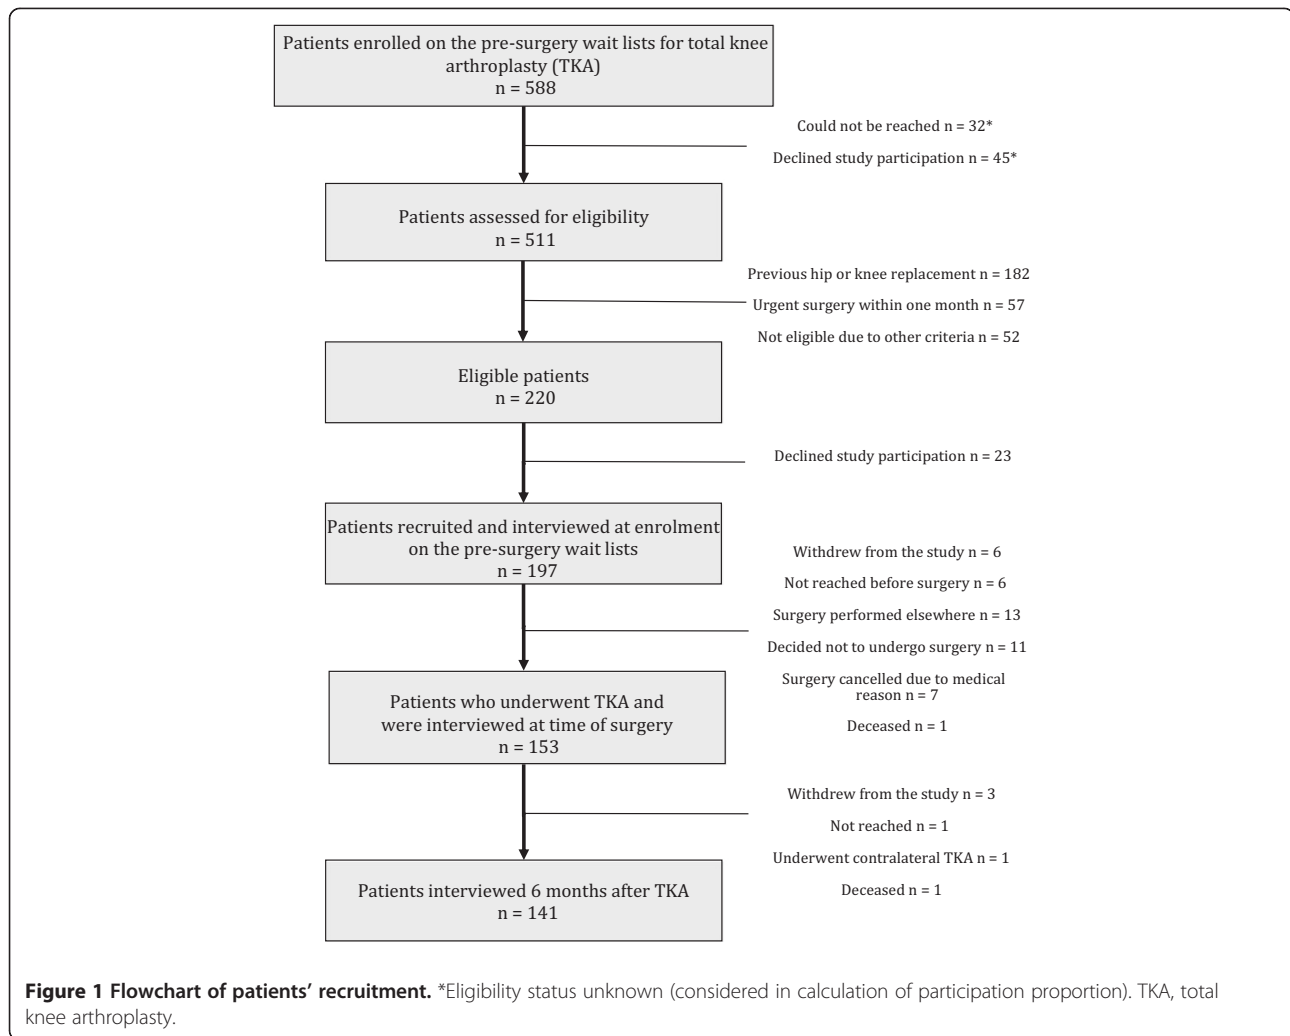 Patients enrolled on the pre-surgery wait lists for total knee
arthroplasty (TKA)
n = 588
Could not be reached n = 32*
Declined study participation n = 45*
Patients assessed for eligibility
n = 511
Previous hip or knee replacement n = 182
Urgent surgery within one month n = 57
Not eligible due to other criteria n = 52
Eligible patients
n = 220
Declined study participation n = 23
Patients recruited and interviewed at enrolment
on the pre-surgery wait lists
n = 197
Withdrew from the study n = 6
Not reached before surgery n = 6
Surgery performed elsewhere n = 13
Decided not to undergo surgery n = 11
Surgery cancelled due to medical
reason n = 7
Deceased n = 1
Patients who underwent TKA and
were interviewed at time of surgery
n = 153
Withdrew from the study n = 3
Not reached n = 1
Underwent contralateral TKA n = 1
Deceased n = 1
Patients interviewed 6 months after TKA
n = 141
Figure 1 Flowchart of patients' recruitment. *Eligibility status unknown (considered in calculation of participation proportion). TKA, total
knee arthroplasty.